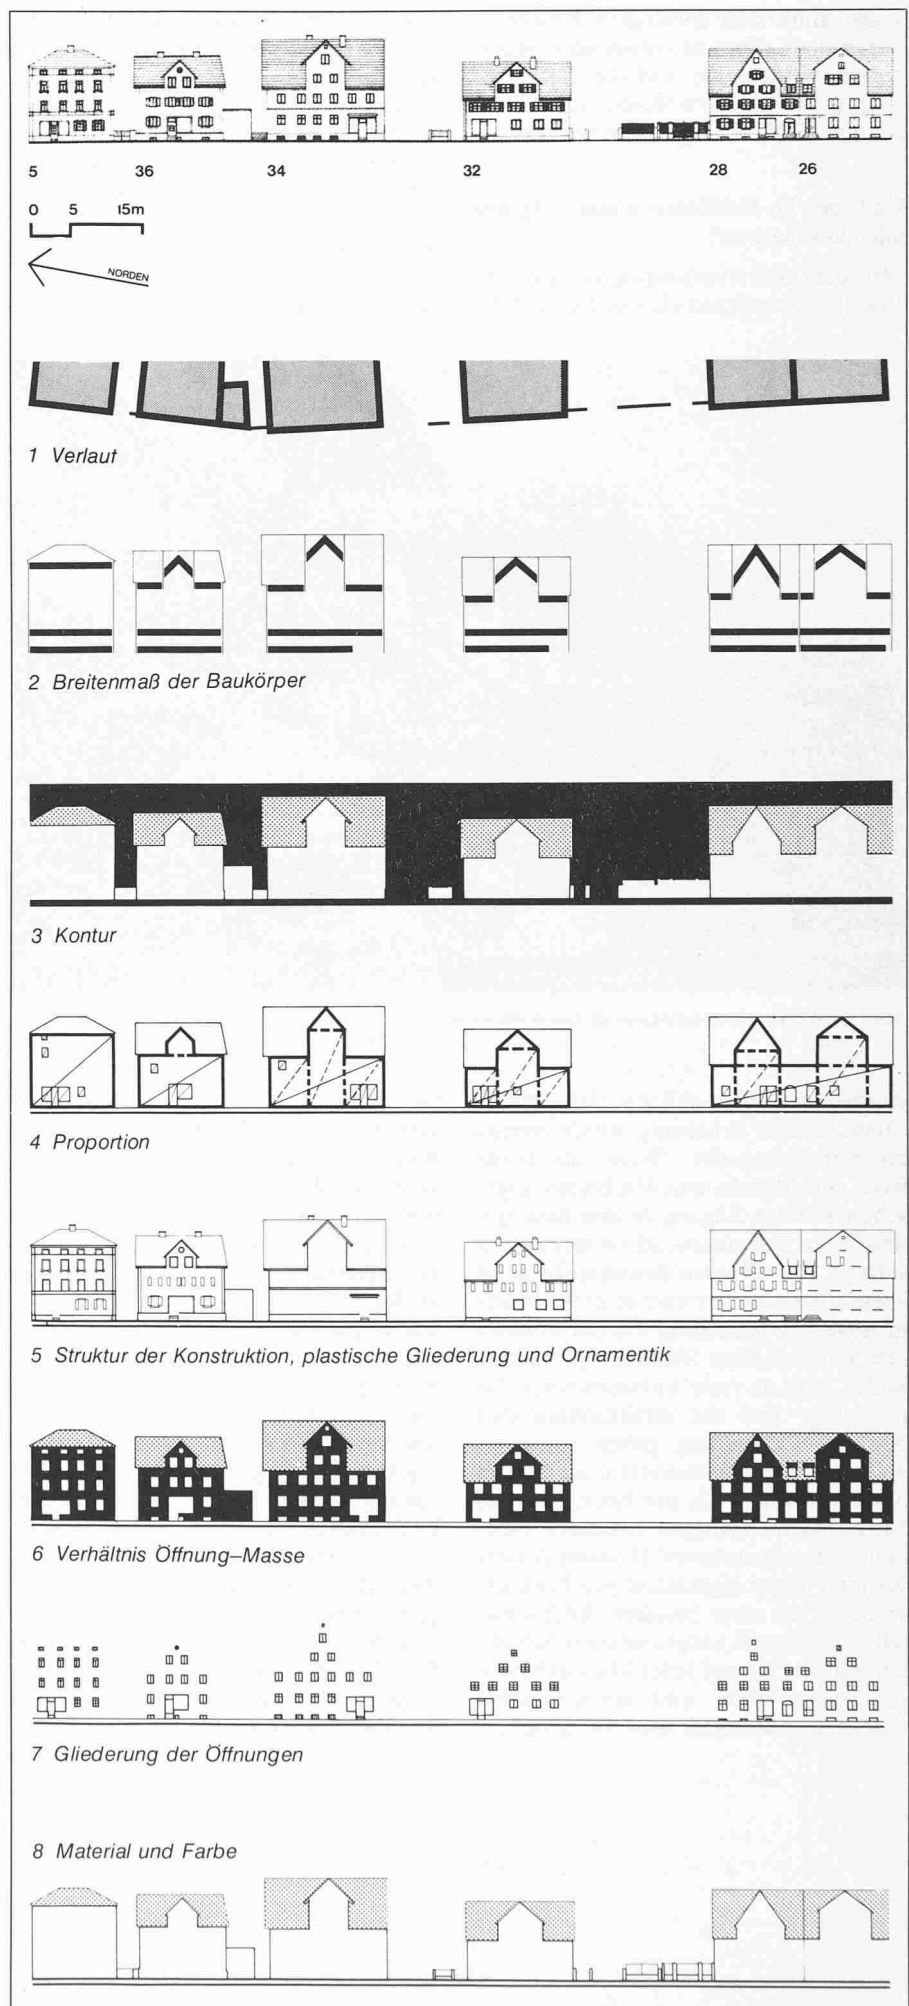 5 36 34 32 28 26
0 5 15m
NORDEN
1 Verlauf
2 Breitenmaß der Baukörper
3 Kontur
4 Proportion
5 Struktur der Konstruktion, plastische Gliederung und Ornamentik
6 Verhältnis Öffnung–Masse
7 Gliederung der Öffnungen
8 Material und Farbe